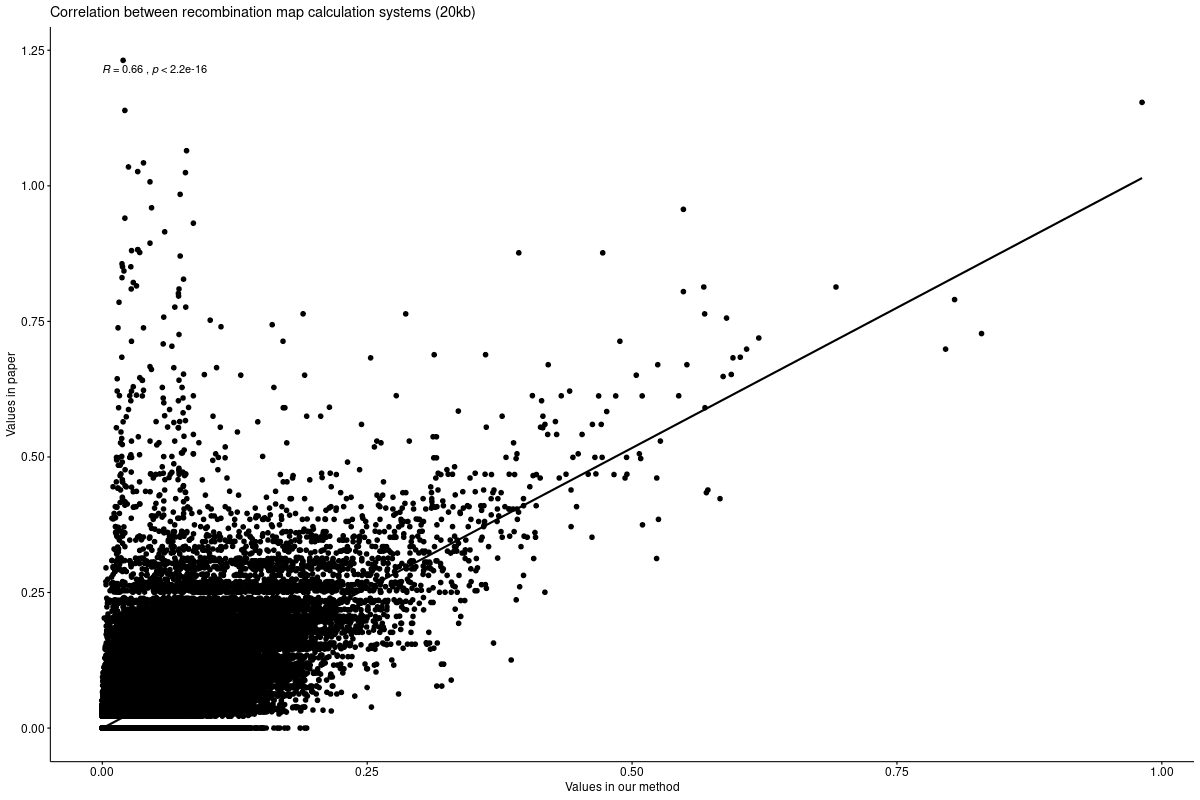 Correlation between recombination map calculation systems (20kb)
1.25
R = 0.66 , p < 2.2e-16
1.00
0.75
Values in paper
0.50
0.25
0.00
0.00 0.25 0.50 0.75 1.00
Values in our method